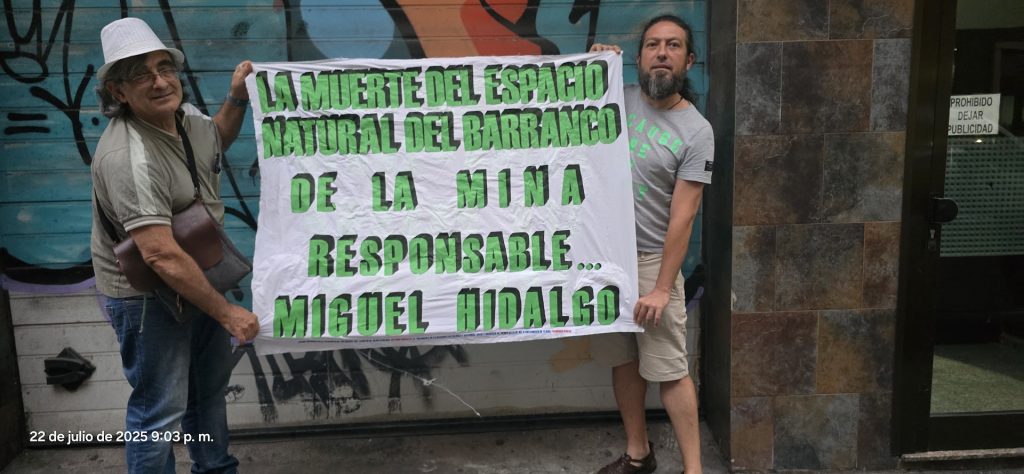 LA MUERTE DEL ESPACIO
NATURAL DEL BARRANCO
DE LA MINA
RESPONSABLE...
MIGUEL HIDALGO
PROHIBIDO
DEJAR
PUBLICIDAD
22 de julio de 2025 9:03 p. m.